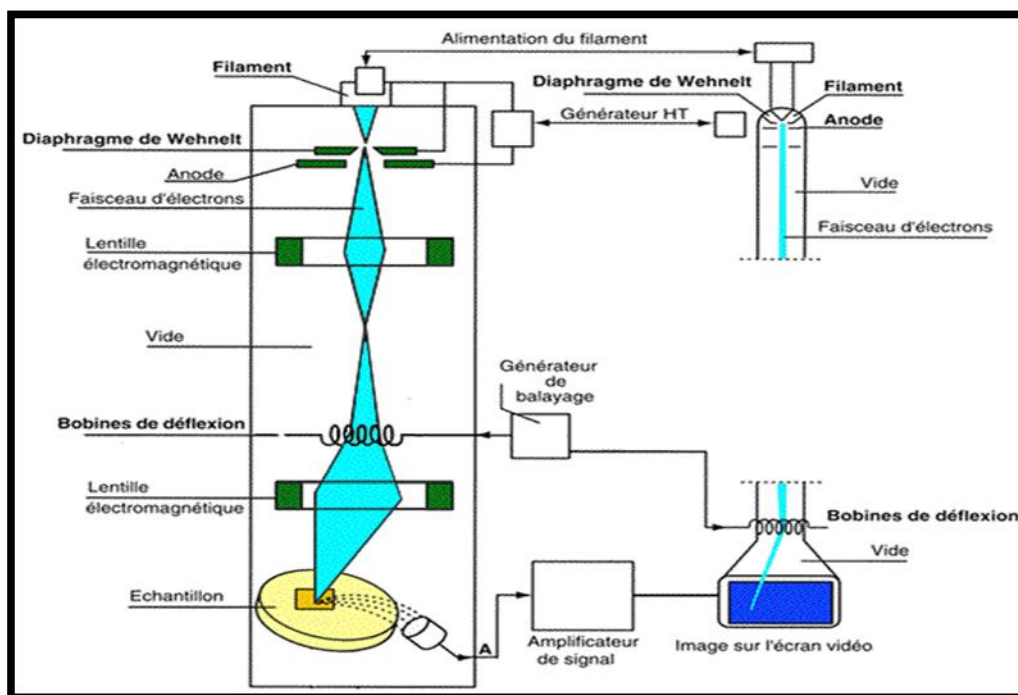 Alimentation du filament
Filament
Diaphragme de Wehnelt
Filament
Générateur HT
Anode
Diaphragme de Wehnelt
Anode
Vide
Faisceau d'électrons
Faisceau d'électrons
Lentille
électromagnétique
Vide
Générateur
de
balayage
Bobines de déflexion
Lentille
électromagnétique
Bobines de déflexion
Vide
Echantillon
A
Amplificateur
de signal
Image sur l'écran vidéo